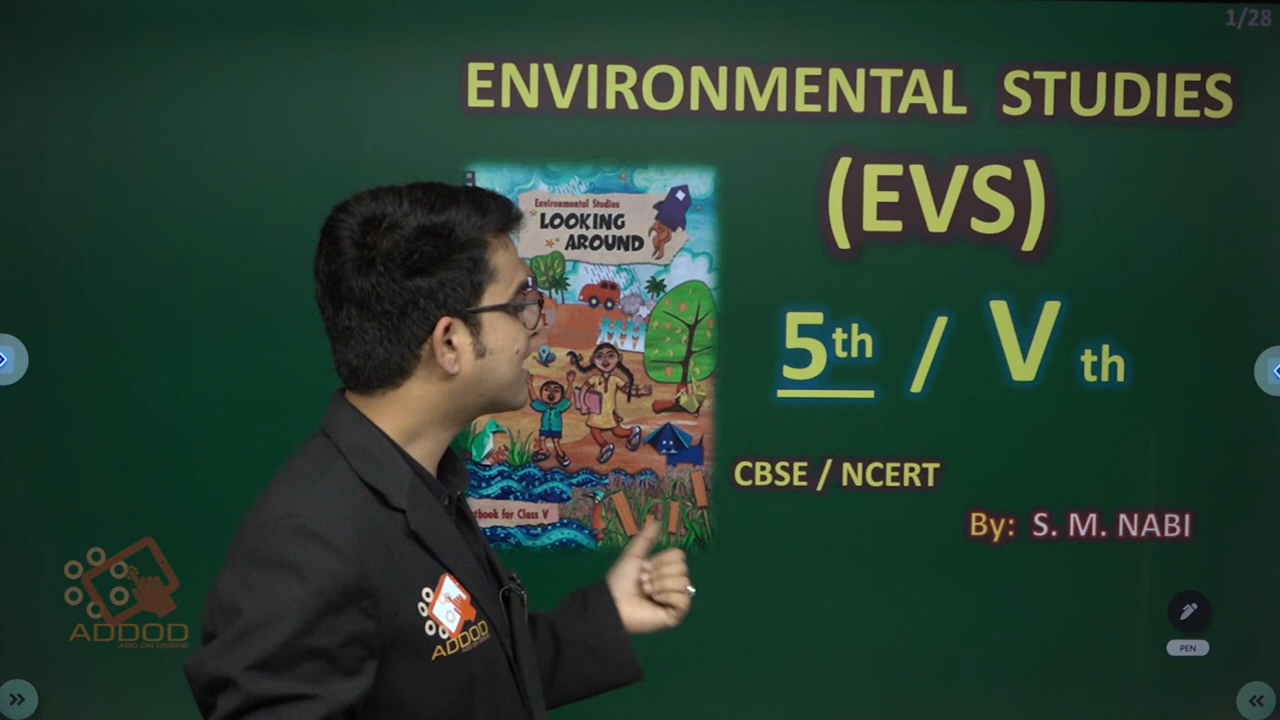 1/28
ENVIRONMENTAL STUDIES
(EVS)
Environmental Studies
LOOKING
AROUND
5th / V th
CBSE / NCERT
tbook for Class V
By: S. M. NABI
ADDOD
ADD ON DESIRE
ADDOD
PEN